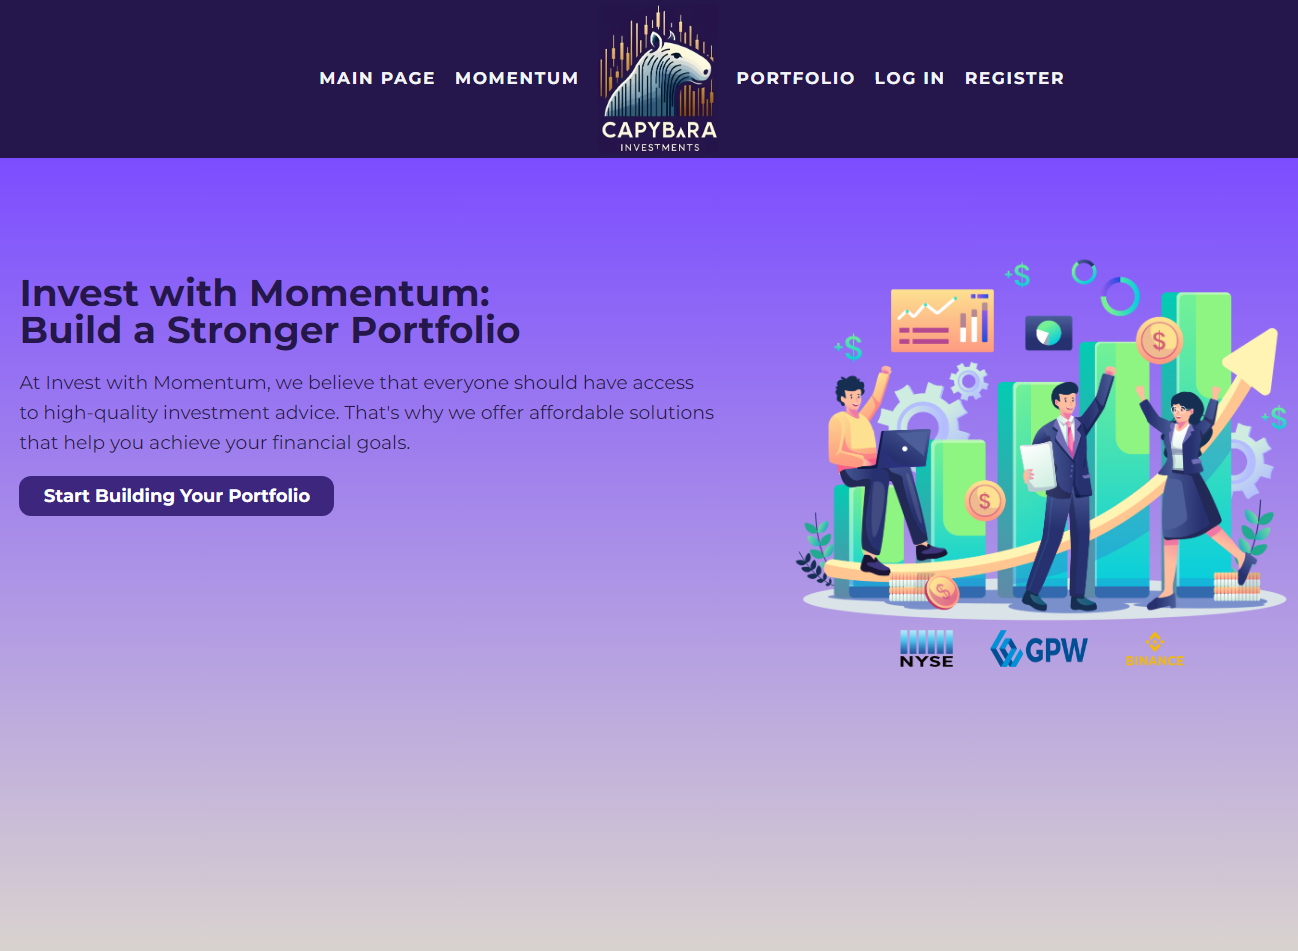 MAIN PAGE
MOMENTUM
CAPYBARA
INVESTMENTS
PORTFOLIO
LOG IN
REGISTER
Invest with Momentum:
Build a Stronger Portfolio
At Invest with Momentum, we believe that everyone should have access
to high-quality investment advice. That's why we offer affordable solutions
that help you achieve your financial goals.
Start Building Your Portfolio
+$
+$
$
+$
$
$
NYSE
GPW
BINANCE